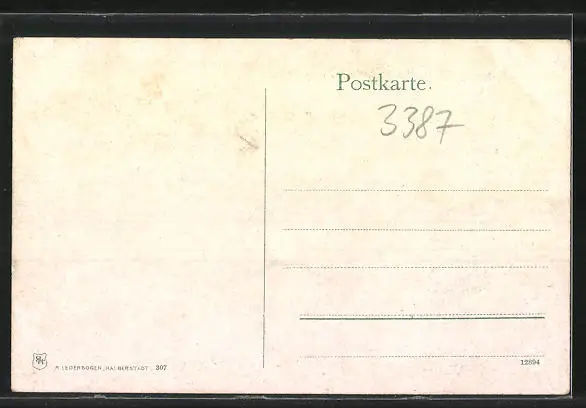 Postkarte.
3387
R. LEDERBOGEN, HALBERSTADT. 307
12894